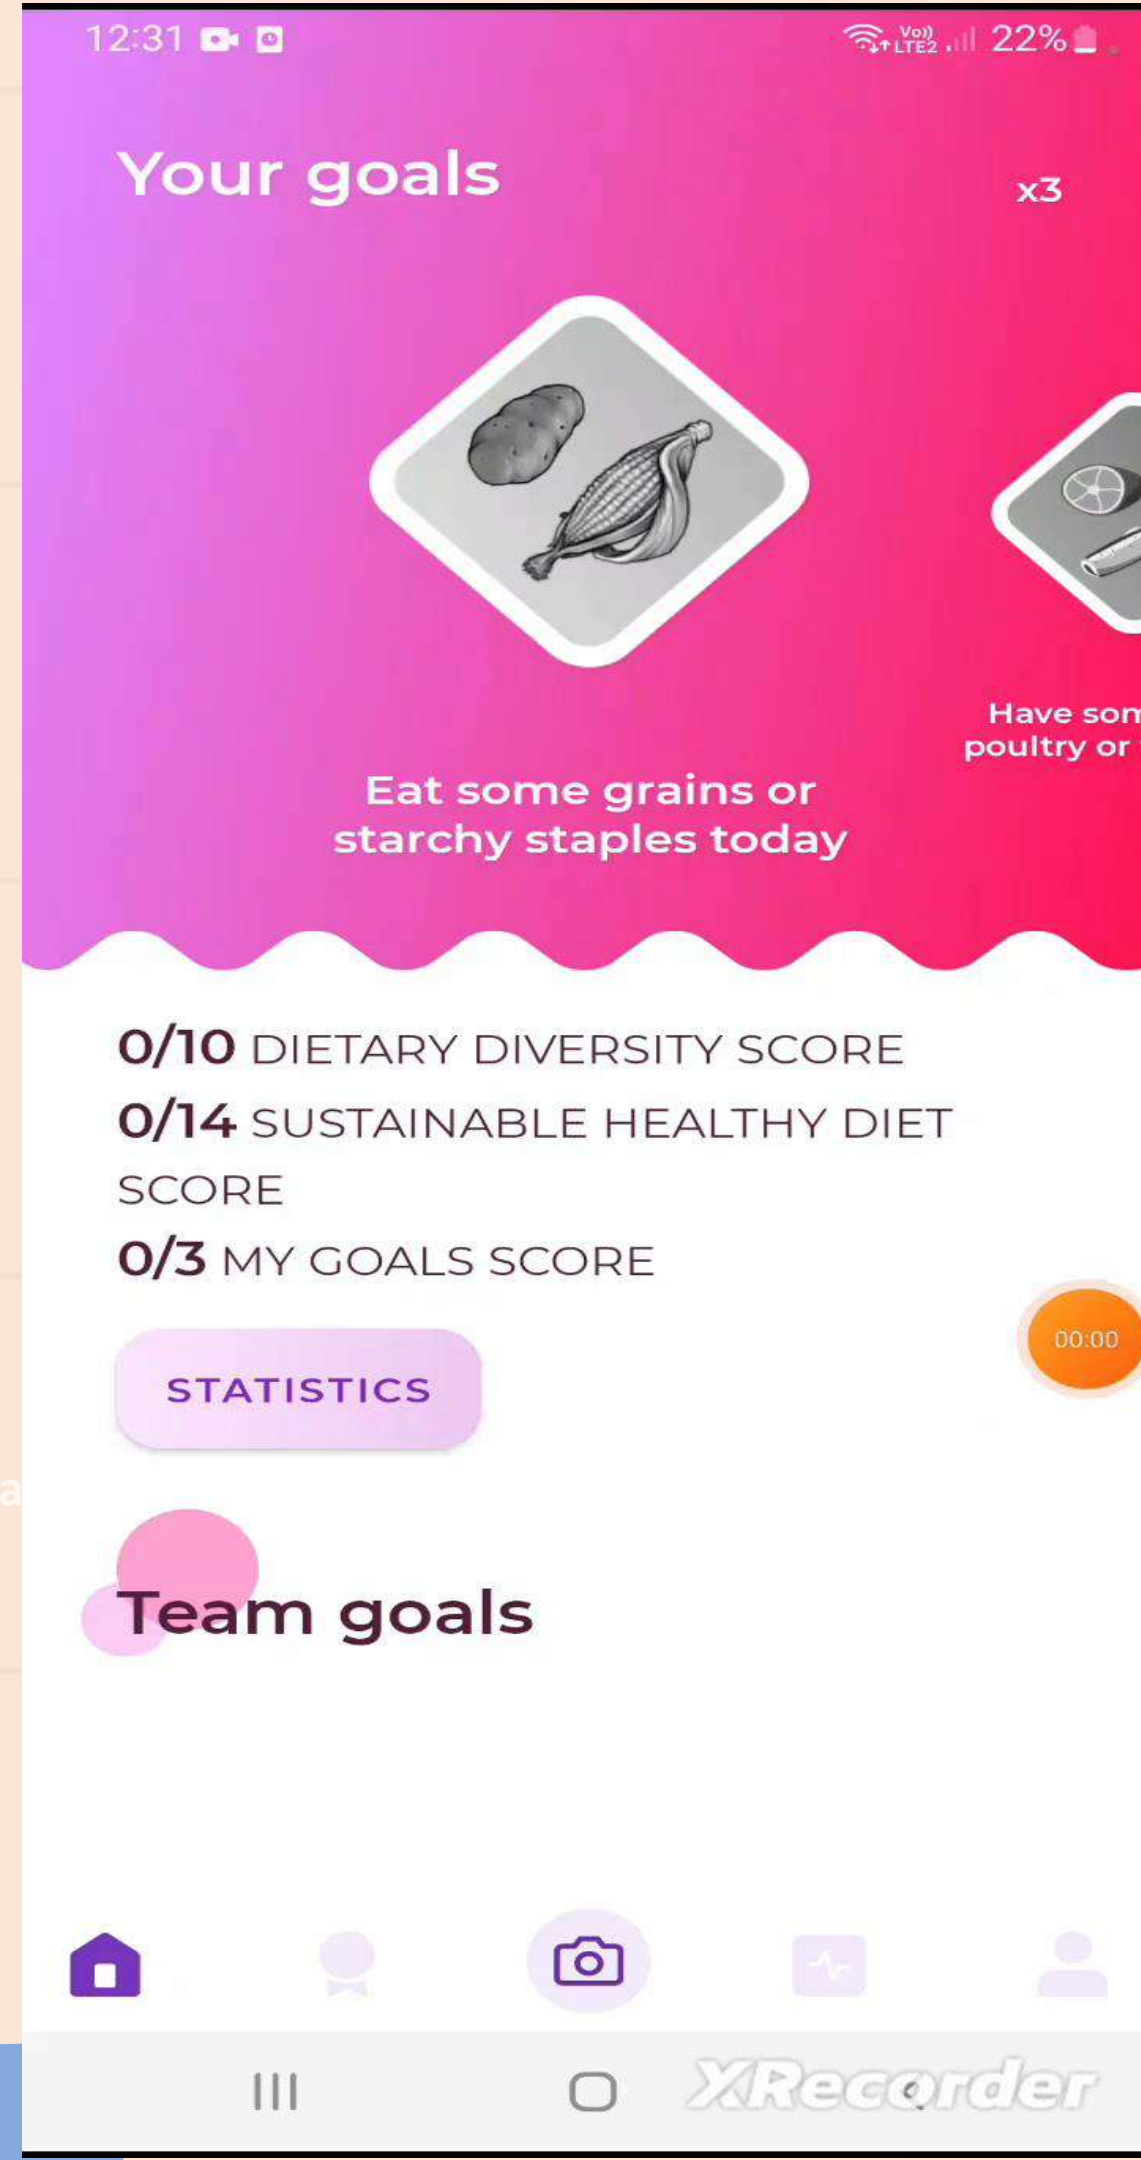 12:31
Vo)) LTE2 22%
Your goals
x3
Eat some grains or
starchy staples today
Have som
poultry or
0/10 DIETARY DIVERSITY SCORE
0/14 SUSTAINABLE HEALTHY DIET
SCORE
0/3 MY GOALS SCORE
00:00
STATISTICS
a
Team goals
XRecorder